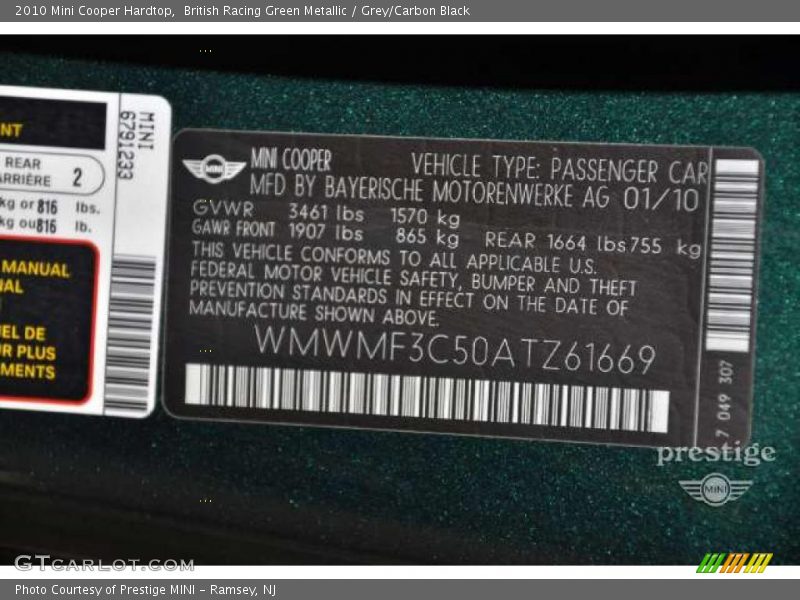 2010 Mini Cooper Hardtop,  British Racing Green Metallic / Grey/Carbon Black
NT
REAR
ARRIÈRE 2
kg or 816 lbs.
kg ou 816 lb.
MANUAL
NAL
UEL DE
UR PLUS
EMENTS
MINI
6791233
MINI
MINI COOPER VEHICLE TYPE: PASSENGER CAR
MFD BY BAYERISCHE MOTORENWERKE AG 01/10
GVWR 3461 lbs 1570 kg
GAWR FRONT 1907 lbs 865 kg REAR 1664 lbs 755 kg
THIS VEHICLE CONFORMS TO ALL APPLICABLE U.S.
FEDERAL MOTOR VEHICLE SAFETY, BUMPER AND THEFT
PREVENTION STANDARDS IN EFFECT ON THE DATE OF
MANUFACTURE SHOWN ABOVE.
WMWMF3C50ATZ61669
7 049 307
prestige
MINI
GTcarlot.com
Photo Courtesy of Prestige MINI - Ramsey, NJ